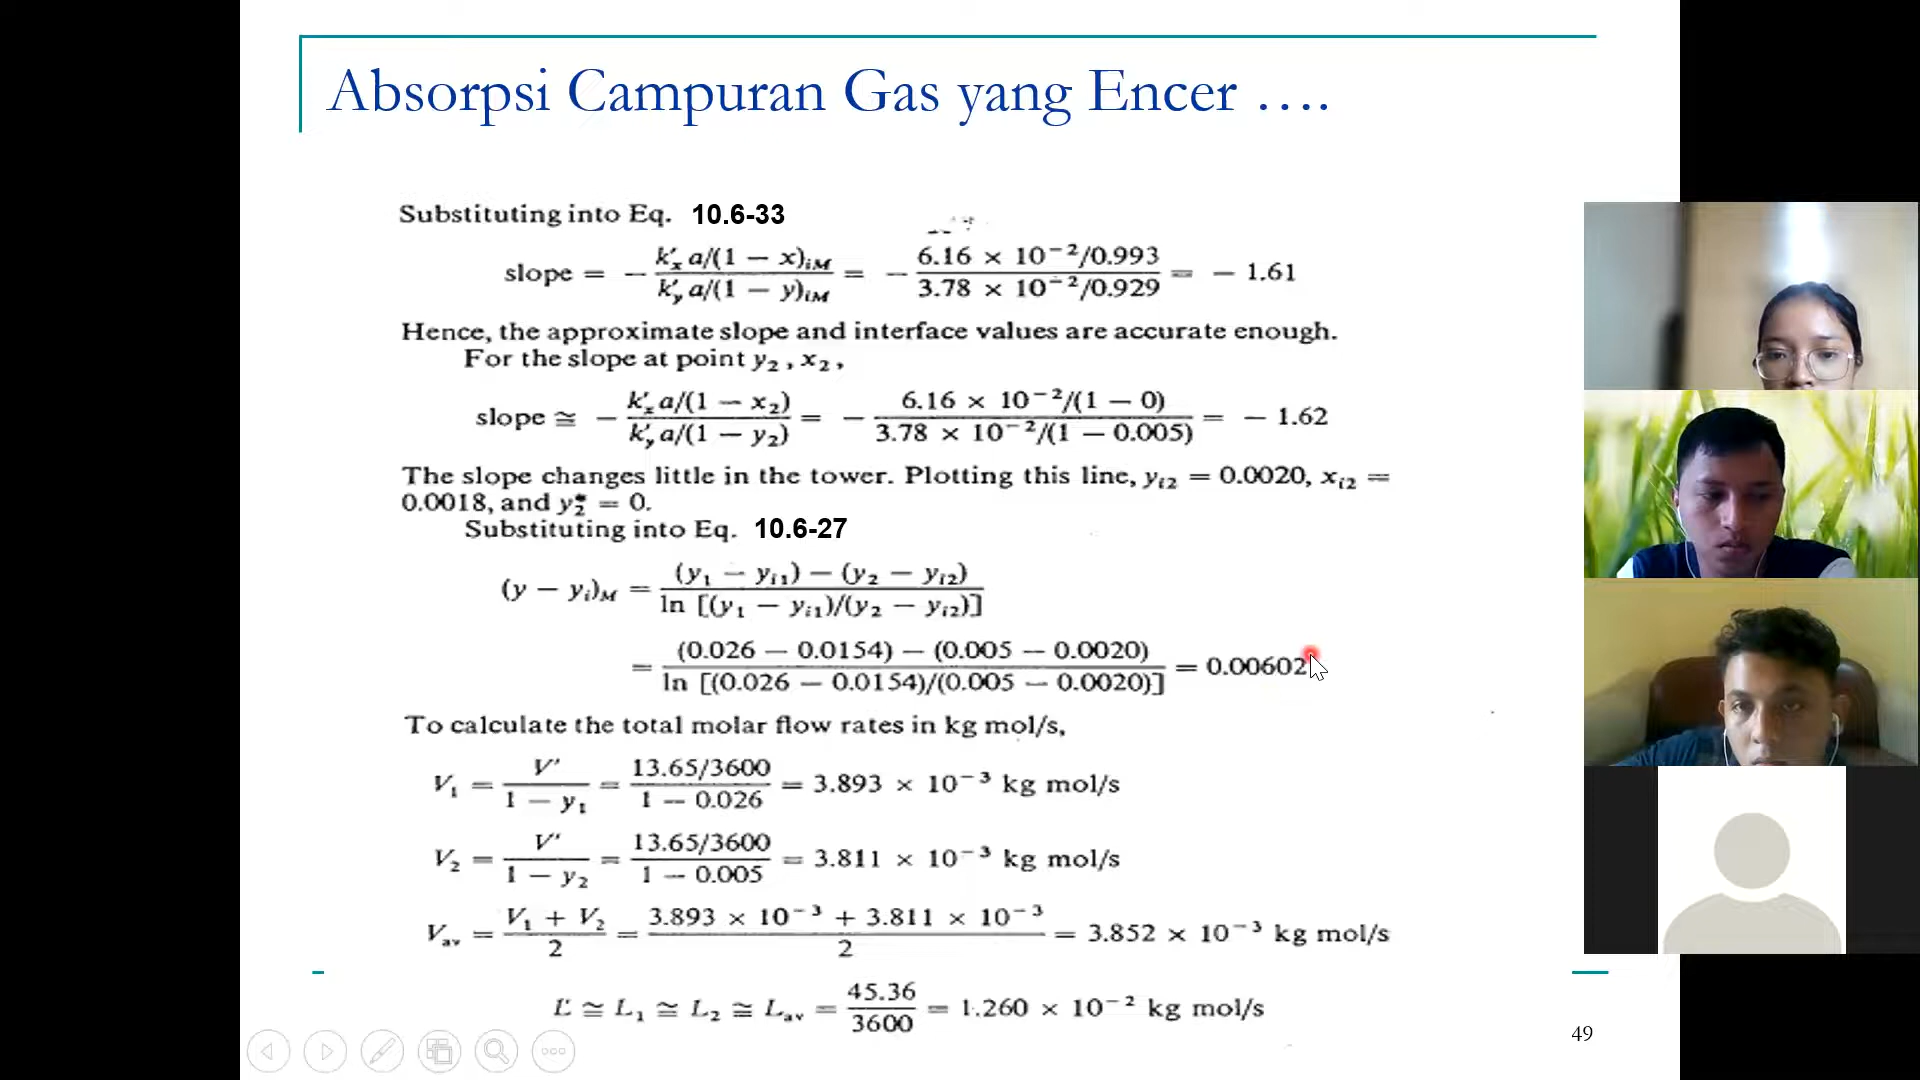 Absorpsi Campuran Gas yang Encer ….
Substituting into Eq. 10.6-33
slope = − k′ₓa/(1 − x)iM / k′ya/(1 − y)iM = − 6.16 × 10⁻²/0.993 / 3.78 × 10⁻²/0.929 = − 1.61
Hence, the approximate slope and interface values are accurate enough.
For the slope at point y₂, x₂,
slope ≅ − k′ₓa/(1 − x₂) / k′ya/(1 − y₂) = − 6.16 × 10⁻²/(1 − 0) / 3.78 × 10⁻²/(1 − 0.005) = − 1.62
The slope changes little in the tower. Plotting this line, yi2 = 0.0020, xi2 =
0.0018, and y₂* = 0.
Substituting into Eq. 10.6-27
(y − yi)M = (y₁ − yi1) − (y₂ − yi2) / ln [(y₁ − yi1)/(y₂ − yi2)]
= (0.026 − 0.0154) − (0.005 − 0.0020) / ln [(0.026 − 0.0154)/(0.005 − 0.0020)] = 0.00602
To calculate the total molar flow rates in kg mol/s,
V₁ = V′ / 1 − y₁ = 13.65/3600 / 1 − 0.026 = 3.893 × 10⁻³ kg mol/s
V₂ = V′ / 1 − y₂ = 13.65/3600 / 1 − 0.005 = 3.811 × 10⁻³ kg mol/s
Vav = V₁ + V₂ / 2 = 3.893 × 10⁻³ + 3.811 × 10⁻³ / 2 = 3.852 × 10⁻³ kg mol/s
L′ ≅ L₁ ≅ L₂ ≅ Lav = 45.36 / 3600 = 1.260 × 10⁻² kg mol/s
49